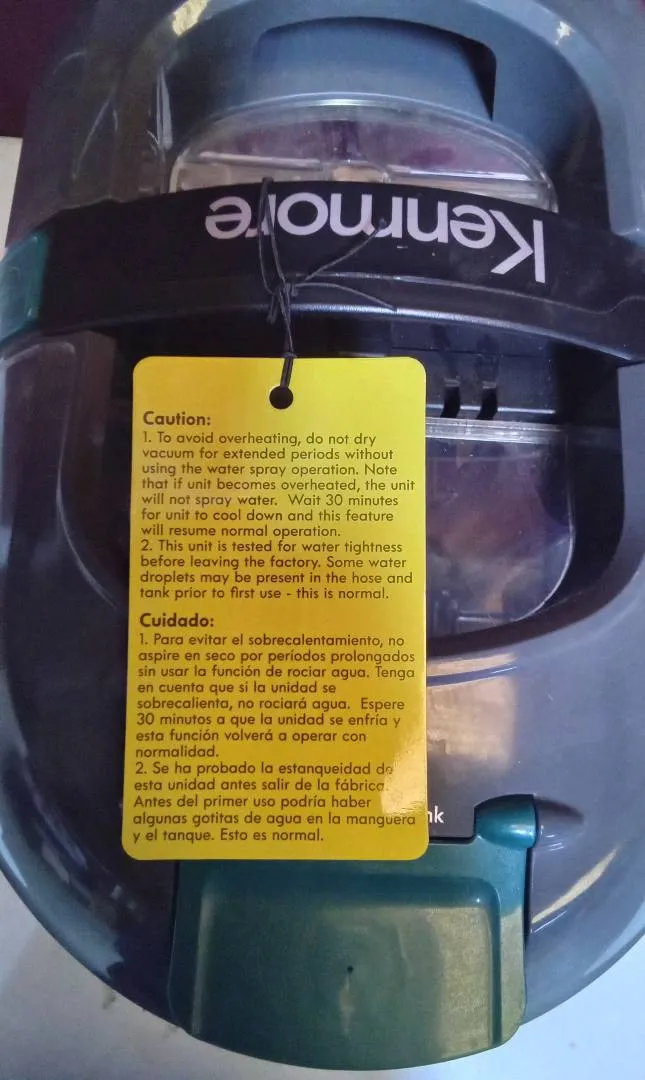 Kenmore
Caution:
1. To avoid overheating, do not dry
vacuum for extended periods without
using the water spray operation. Note
that if unit becomes overheated, the unit
will not spray water. Wait 30 minutes
for unit to cool down and this feature
will resume normal operation.
2. This unit is tested for water tightness
before leaving the factory. Some water
droplets may be present in the hose and
tank prior to first use - this is normal.
Cuidado:
1. Para evitar el sobrecalentamiento, no
aspire en seco por períodos prolongados
sin usar la función de rociar agua. Tenga
en cuenta que si la unidad se
sobrecalienta, no rociará agua. Espere
30 minutos a que la unidad se enfría y
esta función volverá a operar con
normalidad.
2. Se ha probado la estanqueidad de
esta unidad antes salir de la fábrica.
Antes del primer uso podría haber
algunas gotitas de agua en la manguera
y el tanque. Esto es normal.